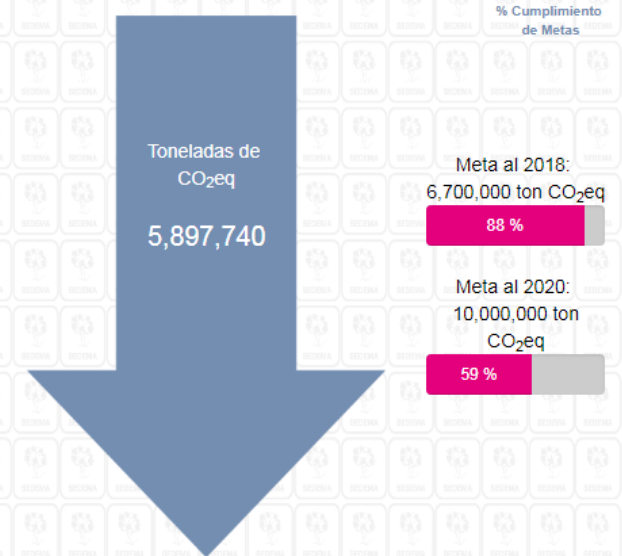 % Cumplimiento
de Metas
Toneladas de
CO₂eq
5,897,740
Meta al 2018:
6,700,000 ton CO₂eq
88 %
Meta al 2020:
10,000,000 ton
CO₂eq
59 %